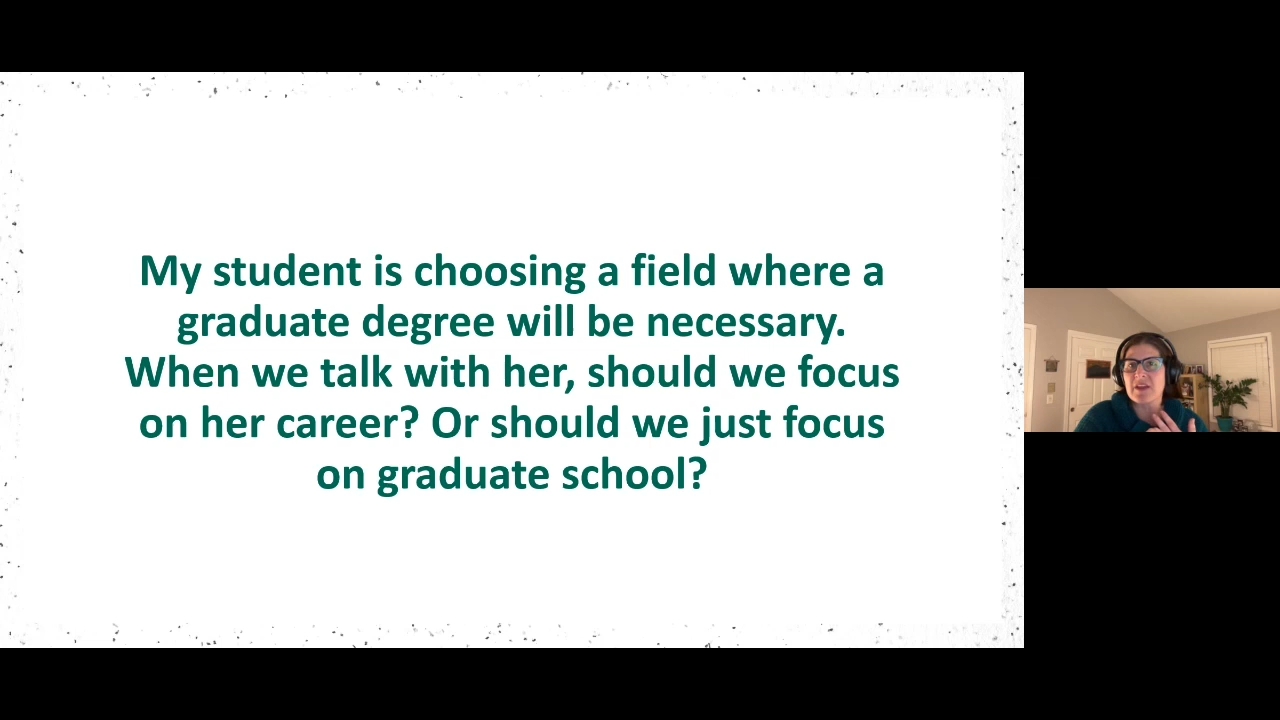 My student is choosing a field where a
graduate degree will be necessary.
When we talk with her, should we focus
on her career? Or should we just focus
on graduate school?